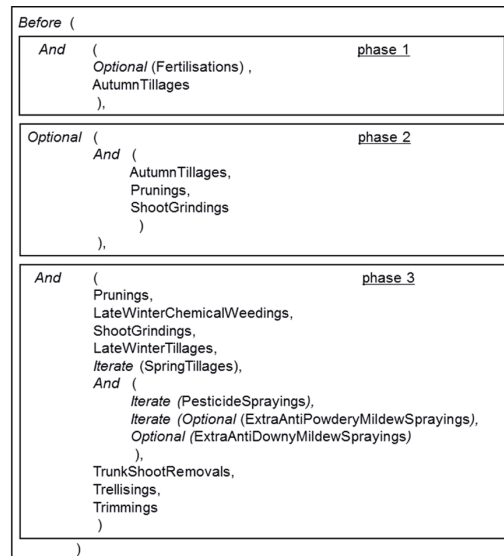 Before (
And ( phase 1
Optional (Fertilisations) ,
AutumnTillages
),
Optional ( phase 2
And (
AutumnTillages,
Prunings,
ShootGrindings
)
),
And ( phase 3
Prunings,
LateWinterChemicalWeedings,
ShootGrindings,
LateWinterTillages,
Iterate (SpringTillages),
And (
Iterate (PesticideSprayings),
Iterate (Optional (ExtraAntiPowderyMildewSprayings),
Optional (ExtraAntiDownyMildewSprayings)
),
TrunkShootRemovals,
Trellisings,
Trimmings
)
)